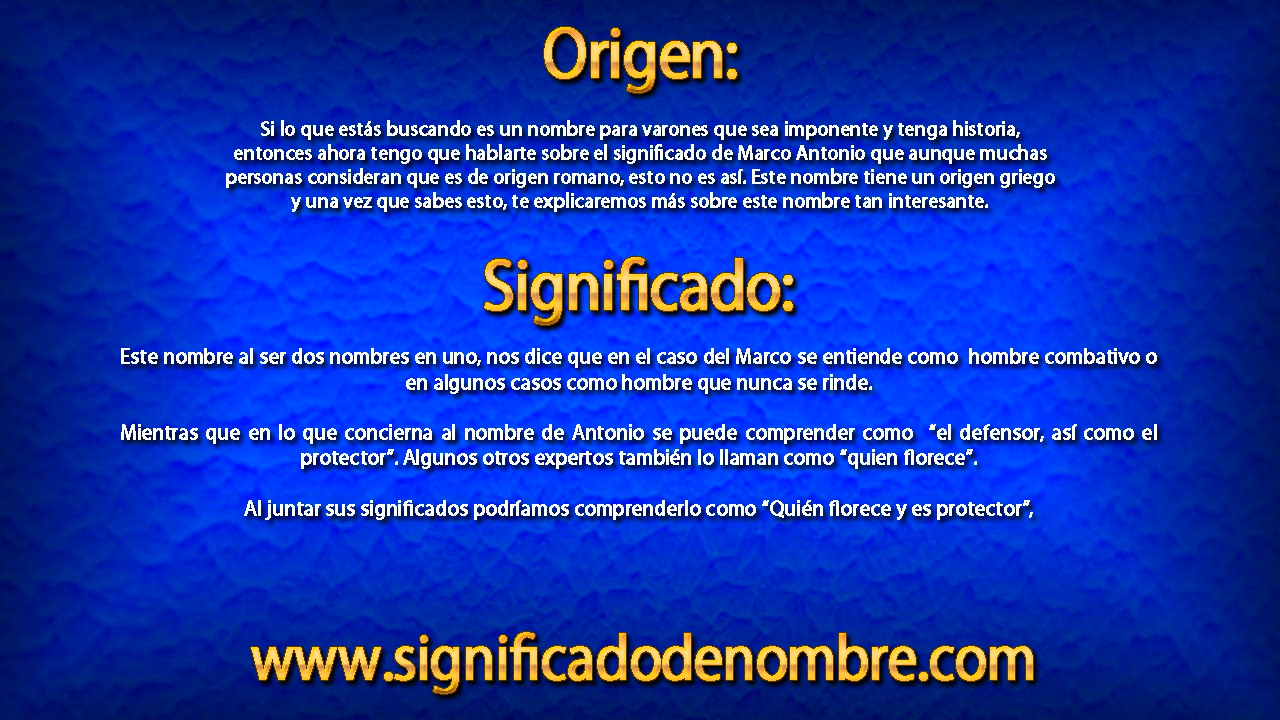 Origen:
Si lo que estás buscando es un nombre para varones que sea imponente y tenga historia,
entonces ahora tengo que hablarte sobre el significado de Marco Antonio que aunque muchas
personas consideran que es de origen romano, esto no es así. Este nombre tiene un origen griego
y una vez que sabes esto, te explicaremos más sobre este nombre tan interesante.
Significado:
Este nombre al ser dos nombres en uno, nos dice que en el caso del Marco se entiende como hombre combativo o
en algunos casos como hombre que nunca se rinde.
Mientras que en lo que concierna al nombre de Antonio se puede comprender como “el defensor, así como el
protector”. Algunos otros expertos también lo llaman como “quien florece”.
Al juntar sus significados podríamos comprenderlo como “Quién florece y es protector”,
www.significadodenombre.com